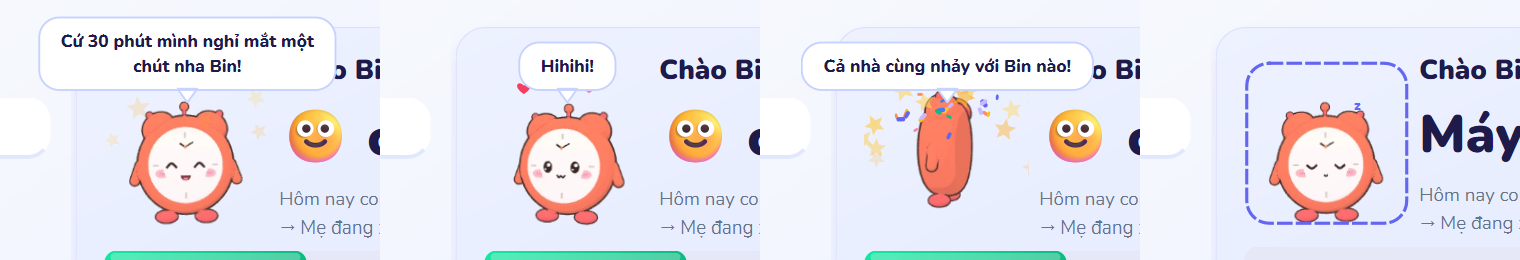 Cứ 30 phút mình nghỉ mắt một
chút nha Bin!
Hôm nay co
→ Mẹ đang
Hihihi!
Chào Bi
Hôm nay co
→ Mẹ đang
Cả nhà cùng nhảy với Bin nào!
Hôm nay co
→ Mẹ đang
z
Chào Bi
Máy
Hôm nay co
→ Mẹ đang